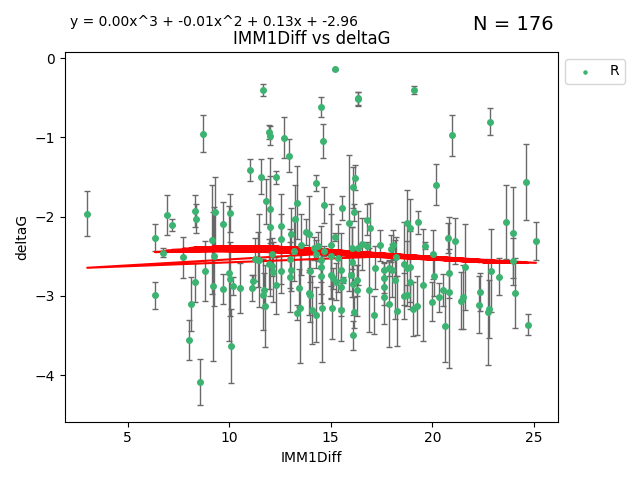 y = 0.00x^3 + -0.01x^2 + 0.13x + -2.96
N = 176
IMM1Diff vs deltaG
R
0
−1
−2
−3
−4
deltaG
5 10 15 20 25
IMM1Diff